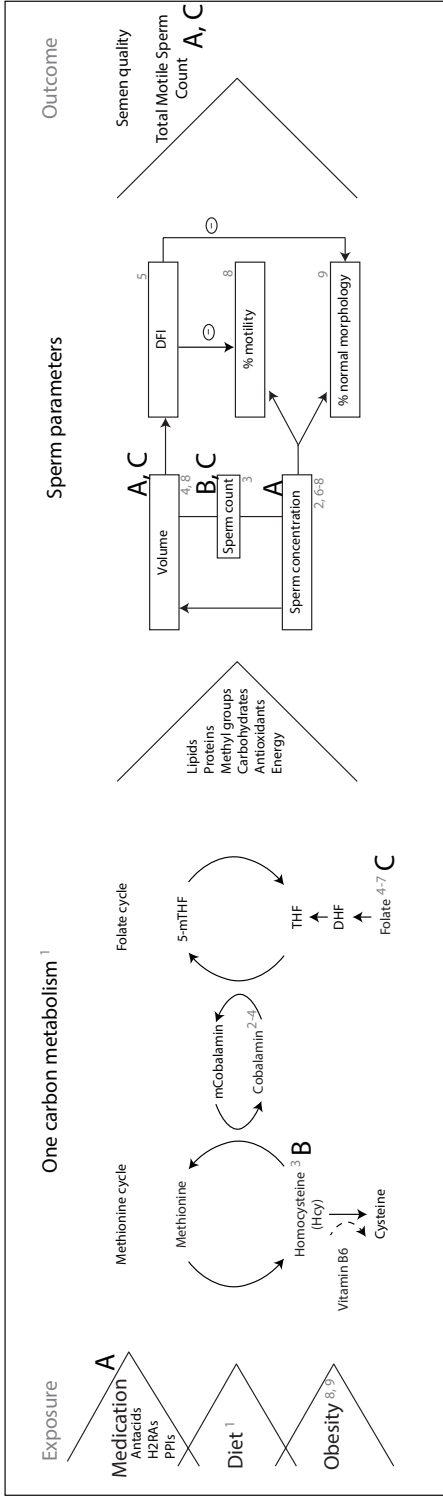 Exposure
Medication A
Antacids
H2RAs
PPIs
Diet 1
Obesity 8, 9
One carbon metabolism 1
Methionine cycle
Methionine
Homocysteine 3 B
(Hcy)
Vitamin B6
Cysteine
mCobalamin
Cobalamin 2-4
Folate cycle
5-mTHF
THF
DHF
Folate 4-7 C
Lipids
Proteins
Methyl groups
Carbohydrates
Antioxidants
Energy
Sperm parameters
Volume
A, C
4, 8
Sperm count
B, C
3
Sperm concentration
A
2, 6-8
DFI
5
-
-
% motility
8
% normal morphology
9
Outcome
Semen quality
Total Motile Sperm
Count A, C